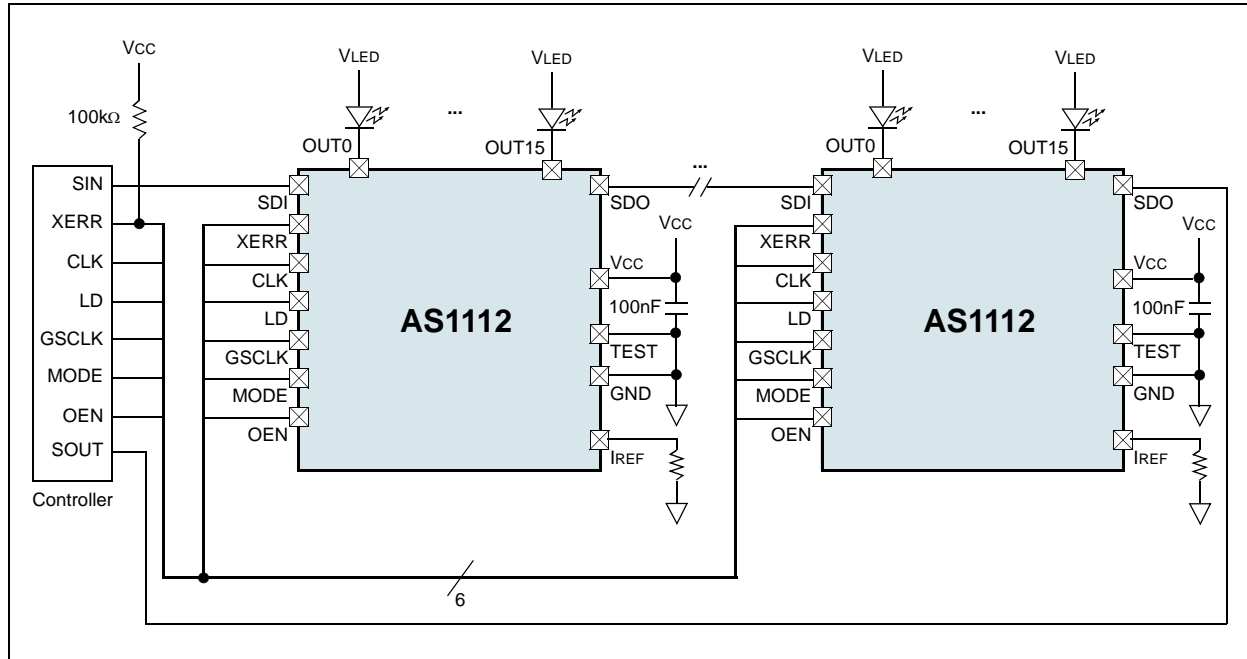 VCC
100kΩ
SIN
XERR
CLK
LD
GSCLK
MODE
OEN
SOUT
Controller
VLED
...
VLED
OUT0
OUT15
SDI
XERR
CLK
LD
GSCLK
MODE
OEN
AS1112
SDO
VCC
VCC
100nF
TEST
GND
IREF
...
VLED
...
VLED
OUT0
OUT15
SDI
XERR
CLK
LD
GSCLK
MODE
OEN
AS1112
SDO
VCC
VCC
100nF
TEST
GND
IREF
6